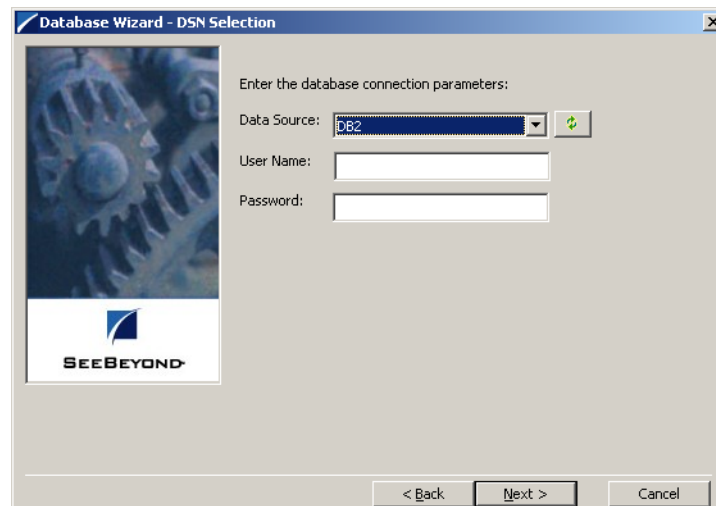 Database Wizard - DSN Selection
Enter the database connection parameters:
Data Source: DB2
User Name:
Password:
SEEBEYOND
< Back Next > Cancel